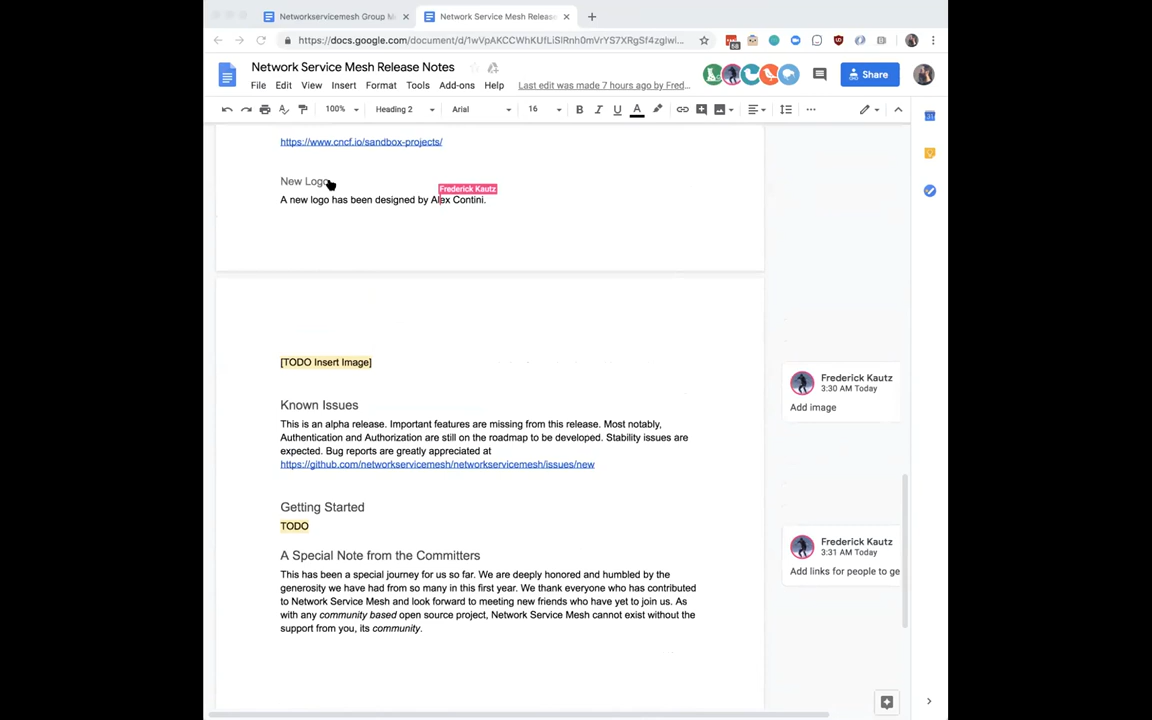 Networkservicemesh Group M
Network Service Mesh Releas
https://docs.google.com/document/d/1wVpAKCCWhKUfLiSlRnh0mVrYS7XRgSf4zglwi...
58
Network Service Mesh Release Notes
File Edit View Insert Format Tools Add-ons Help
Last edit was made 7 hours ago by Fred...
Share
100% Heading 2 Arial 16 B I U A
https://www.cncf.io/sandbox-projects/
New Logo
Frederick Kautz
A new logo has been designed by Alex Contini.
[TODO Insert Image]
Frederick Kautz
3:30 AM Today
Add image
Known Issues
This is an alpha release. Important features are missing from this release. Most notably,
Authentication and Authorization are still on the roadmap to be developed. Stability issues are
expected. Bug reports are greatly appreciated at
https://github.com/networkservicemesh/networkservicemesh/issues/new
Getting Started
TODO
Frederick Kautz
3:31 AM Today
Add links for people to ge
A Special Note from the Committers
This has been a special journey for us so far. We are deeply honored and humbled by the
generosity we have had from so many in this first year. We thank everyone who has contributed
to Network Service Mesh and look forward to meeting new friends who have yet to join us. As
with any community based open source project, Network Service Mesh cannot exist without the
support from you, its community.